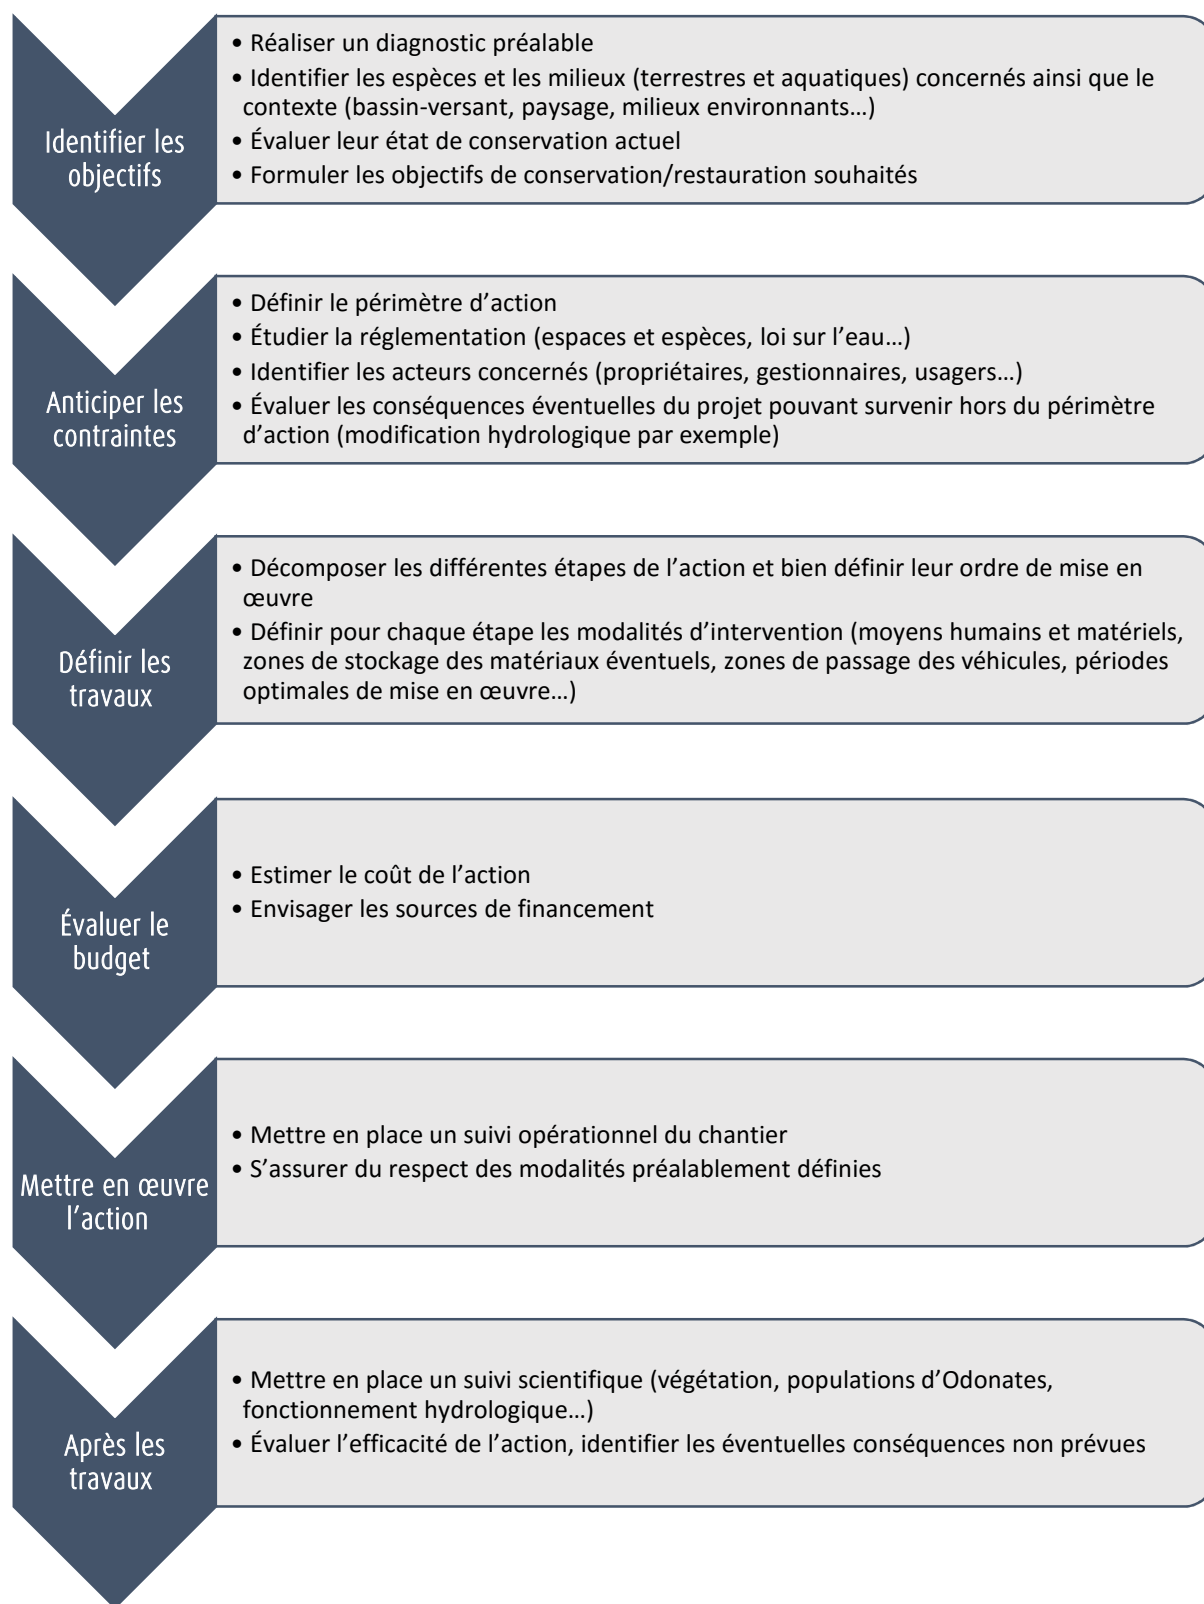 Identifier les
objectifs
• Réaliser un diagnostic préalable
• Identifier les espèces et les milieux (terrestres et aquatiques) concernés ainsi que le
contexte (bassin-versant, paysage, milieux environnants…)
• Évaluer leur état de conservation actuel
• Formuler les objectifs de conservation/restauration souhaités
Anticiper les
contraintes
• Définir le périmètre d’action
• Étudier la réglementation (espaces et espèces, loi sur l’eau…)
• Identifier les acteurs concernés (propriétaires, gestionnaires, usagers…)
• Évaluer les conséquences éventuelles du projet pouvant survenir hors du périmètre
d’action (modification hydrologique par exemple)
Définir les
travaux
• Décomposer les différentes étapes de l’action et bien définir leur ordre de mise en
œuvre
• Définir pour chaque étape les modalités d’intervention (moyens humains et matériels,
zones de stockage des matériaux éventuels, zones de passage des véhicules, périodes
optimales de mise en œuvre…)
Évaluer le
budget
• Estimer le coût de l’action
• Envisager les sources de financement
Mettre en œuvre
l’action
• Mettre en place un suivi opérationnel du chantier
• S’assurer du respect des modalités préalablement définies
Après les
travaux
• Mettre en place un suivi scientifique (végétation, populations d’Odonates,
fonctionnement hydrologique…)
• Évaluer l’efficacité de l’action, identifier les éventuelles conséquences non prévues